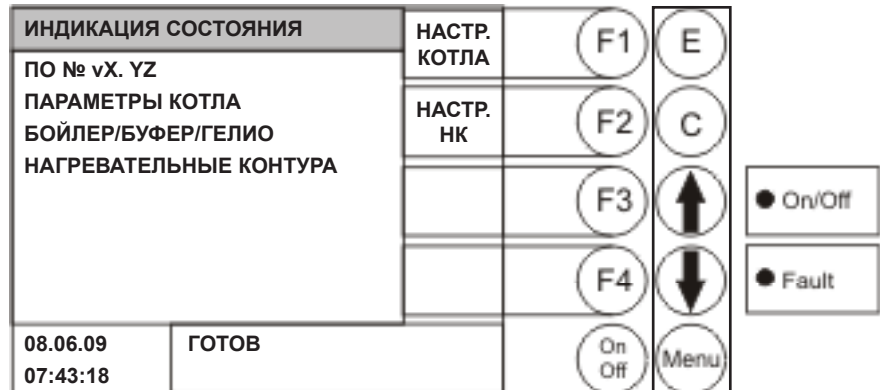 ИНДИКАЦИЯ СОСТОЯНИЯ
ПО № vX. YZ
ПАРАМЕТРЫ КОТЛА
БОЙЛЕР/БУФЕР/ГЕЛИО
НАГРЕВАТЕЛЬНЫЕ КОНТУРА
НАСТР.
КОТЛА
НАСТР.
НК
F1
E
F2
C
F3
F4
On/Off
Fault
08.06.09
07:43:18
ГОТОВ
On
Off
Menu